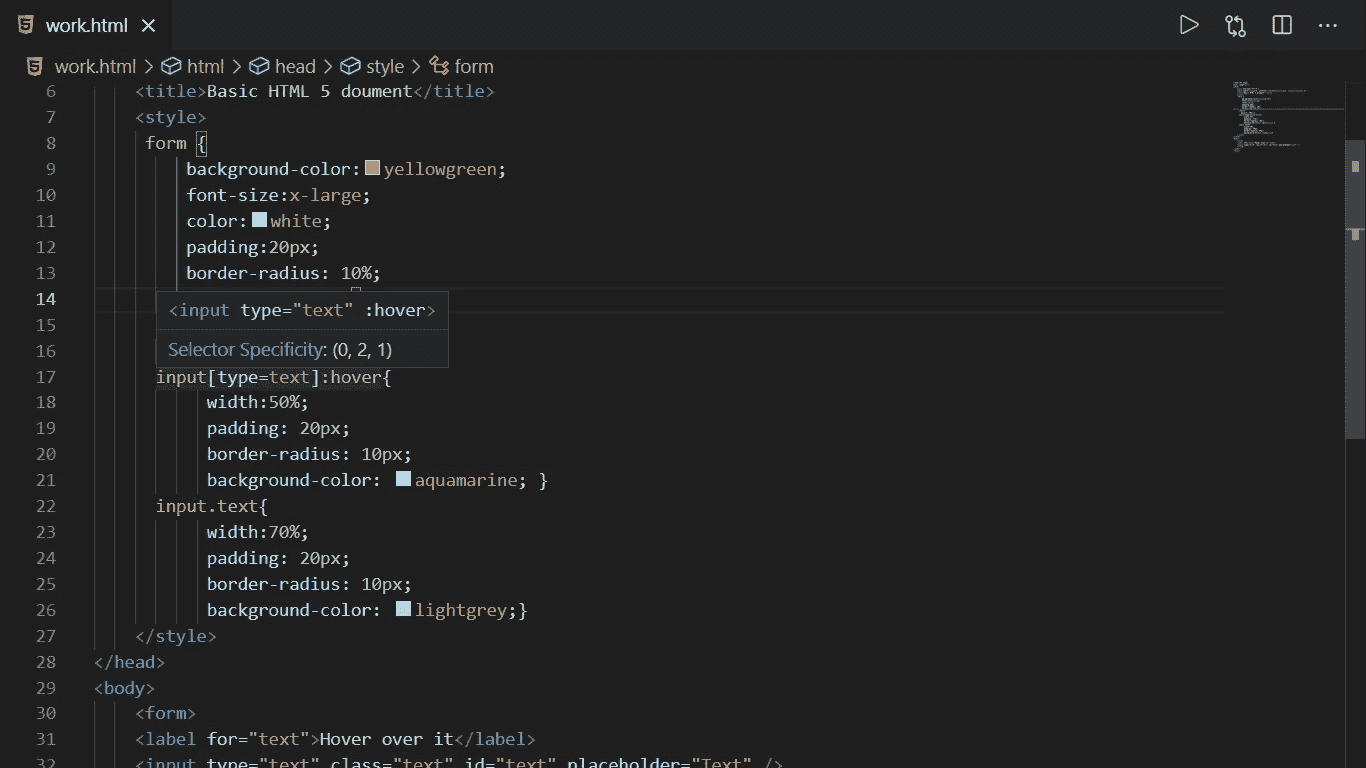 work.html
work.html > html > head > style > form
6 <title>Basic HTML 5 doument</title>
7 <style>
8 form {
9 background-color: yellowgreen;
10 font-size:x-large;
11 color: white;
12 padding:20px;
13 border-radius: 10%;
14
<input type="text" :hover>
15
Selector Specificity: (0, 2, 1)
16
17 input[type=text]:hover{
18 width:50%;
19 padding: 20px;
20 border-radius: 10px;
21 background-color: aquamarine; }
22 input.text{
23 width:70%;
24 padding: 20px;
25 border-radius: 10px;
26 background-color: lightgrey;}
27 </style>
28 </head>
29 <body>
30 <form>
31 <label for="text">Hover over it</label>
32 <input type="text" class="text" id="text" placeholder="Text" />